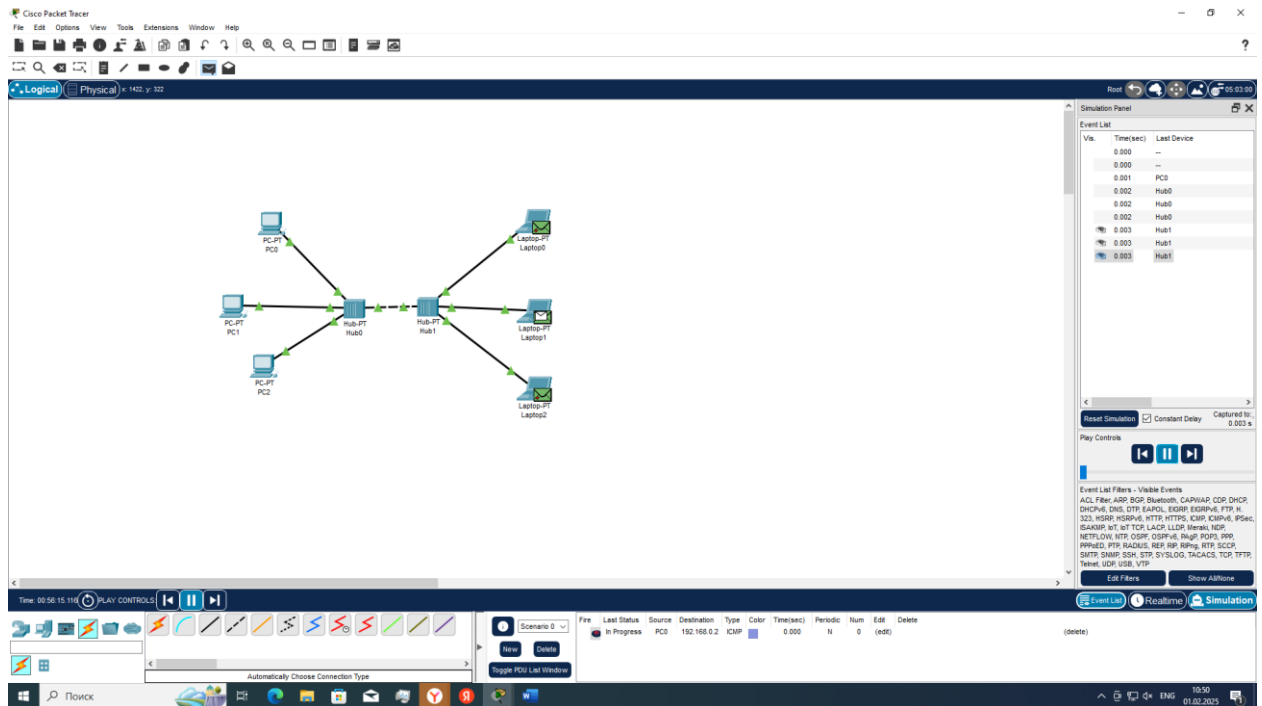 Cisco Packet Tracer
File Edit Options View Tools Extensions Window Help
?
Logical Physical x: 1422, y: 322 Root 05:03:00
Simulation Panel
Event List
Vis. Time(sec) Last Device
0.000 --
0.000 --
0.001 PC0
0.002 Hub0
0.002 Hub0
0.002 Hub0
0.003 Hub1
0.003 Hub1
0.003 Hub1
PC-PT
PC0
Laptop-PT
Laptop0
PC-PT
PC1
Hub-PT
Hub0
Hub-PT
Hub1
Laptop-PT
Laptop1
PC-PT
PC2
Laptop-PT
Laptop2
Reset Simulation Constant Delay Captured to:
0.003 s
Play Controls
Event List Filters - Visible Events
ACL Filter, ARP, BGP, Bluetooth, CAPWAP, CDP, DHCP,
DHCPv6, DNS, DTP, EAPOL, EIGRP, EIGRPv6, FTP, H.
323, HSRP, HSRPv6, HTTP, HTTPS, ICMP, ICMPv6, IPSec,
ISAKMP, IoT, IoT TCP, LACP, LLDP, Meraki, NDP,
NETFLOW, NTP, OSPF, OSPFv6, PAgP, POP3, PPP,
PPPoED, PTP, RADIUS, REP, RIP, RIPng, RTP, SCCP,
SMTP, SNMP, SSH, STP, SYSLOG, TACACS, TCP, TFTP,
Telnet, UDP, USB, VTP
Edit Filters Show All/None
Time: 00:56:15.116 PLAY CONTROLS: Event List Realtime Simulation
Scenario 0
New Delete
Toggle PDU List Window
Fire Last Status Source Destination Type Color Time(sec) Periodic Num Edit Delete
In Progress PC0 192.168.0.2 ICMP 0.000 N 0 (edit) (delete)
Automatically Choose Connection Type
Поиск
ENG 10:50
01.02.2025